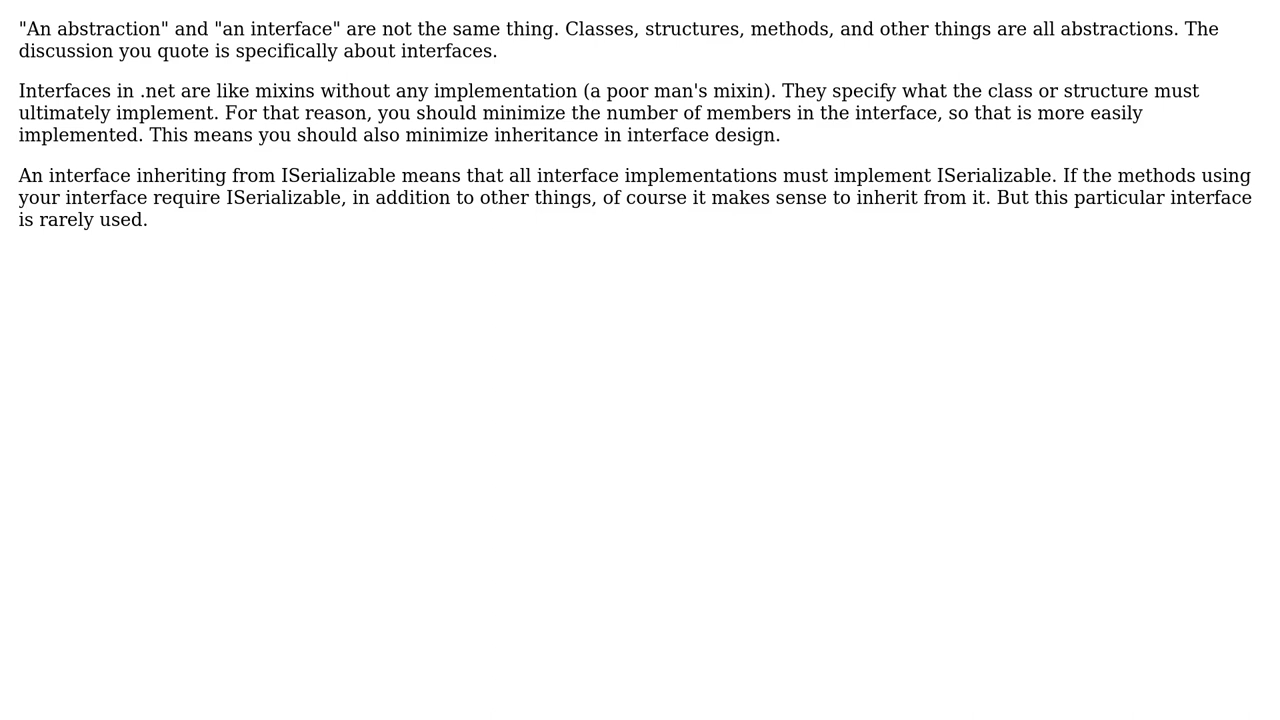 "An abstraction" and "an interface" are not the same thing. Classes, structures, methods, and other things are all abstractions. The
discussion you quote is specifically about interfaces.
Interfaces in .net are like mixins without any implementation (a poor man's mixin). They specify what the class or structure must
ultimately implement. For that reason, you should minimize the number of members in the interface, so that is more easily
implemented. This means you should also minimize inheritance in interface design.
An interface inheriting from ISerializable means that all interface implementations must implement ISerializable. If the methods using
your interface require ISerializable, in addition to other things, of course it makes sense to inherit from it. But this particular interface
is rarely used.